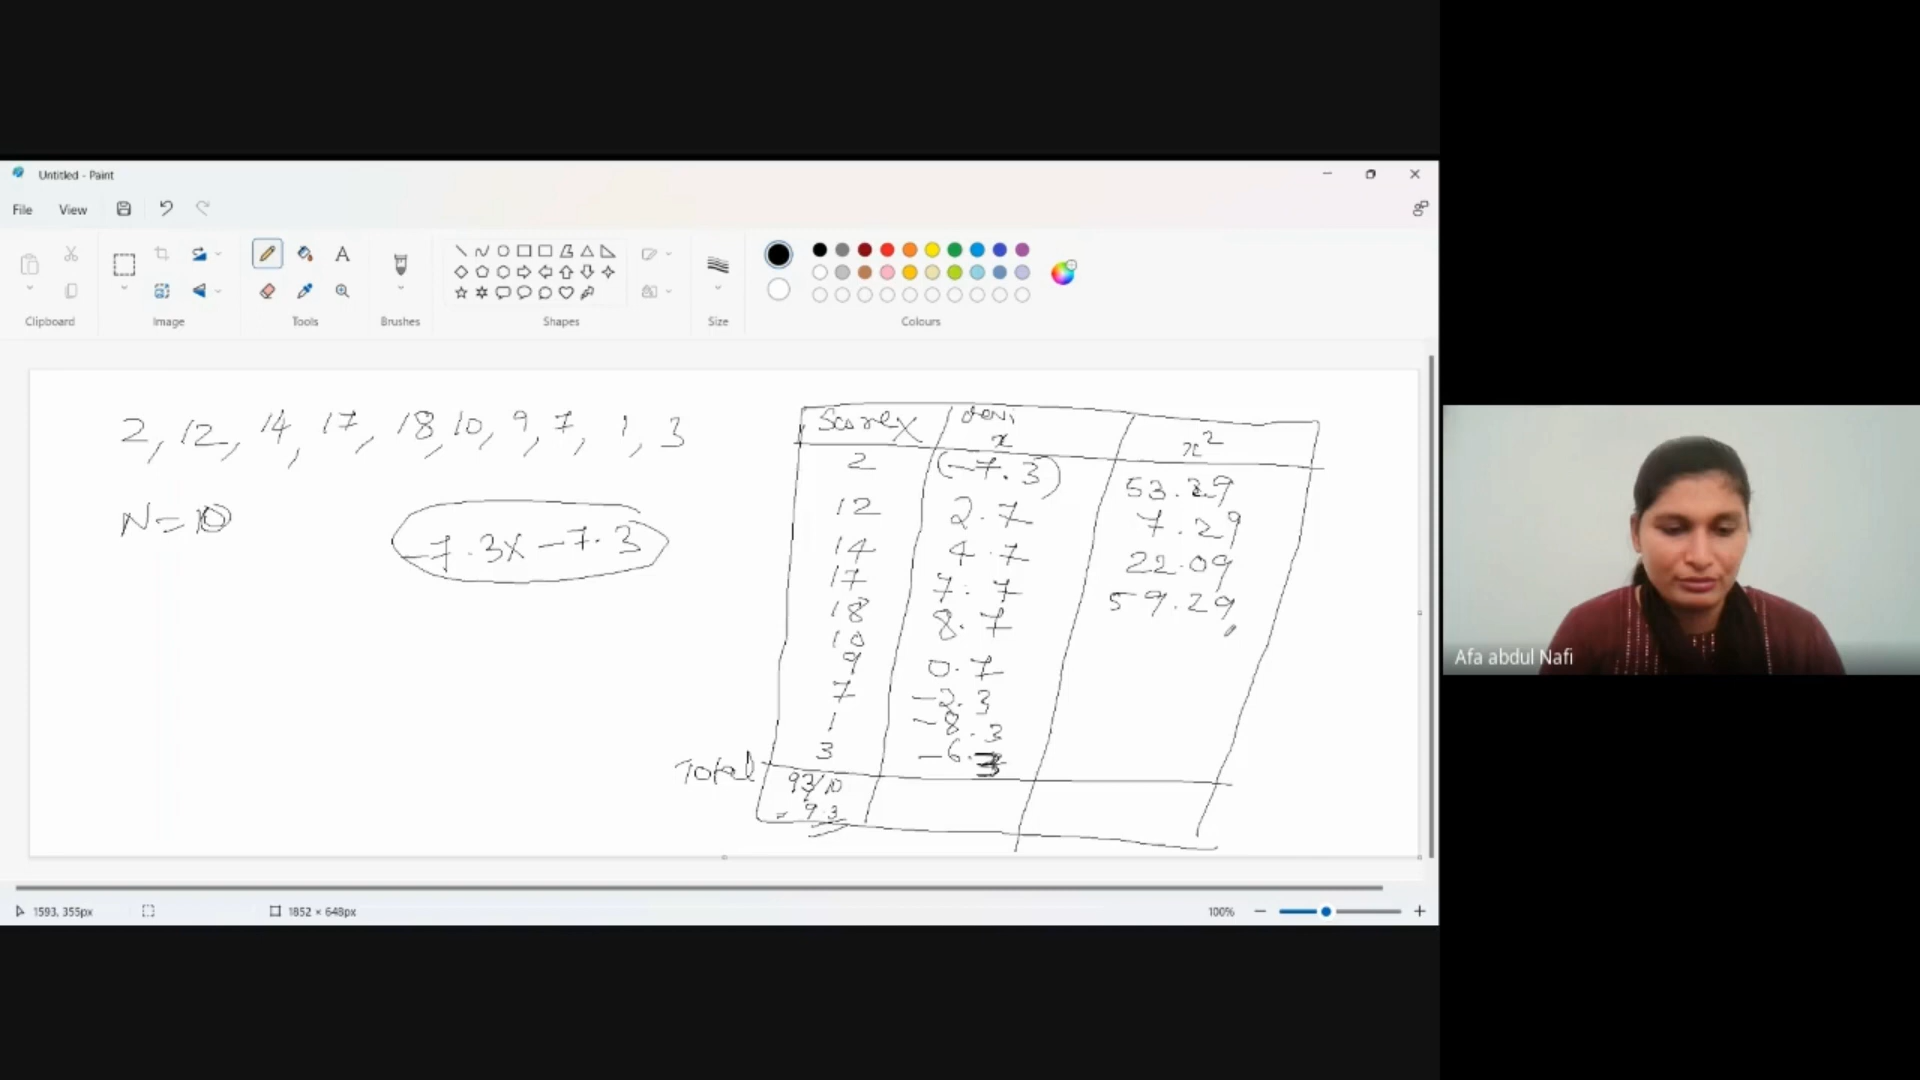 Untitled - Paint
File View
Clipboard Image Tools Brushes Shapes Size Colours
2, 12, 14, 17, 18, 10, 9, 7, 1, 3
N=10
-7.3x -7.3
Score X devi x x²
2 (-7.3) 53.29
12 2.7 7.29
14 4.7 22.09
17 7.7 59.29
18 8.7
10 0.7
9
7 -2.3
1 -8.3
3 -6.3
Total 93/10
= 9.3
Afa abdul Nafi
1593, 355px 1852 × 648px 100%